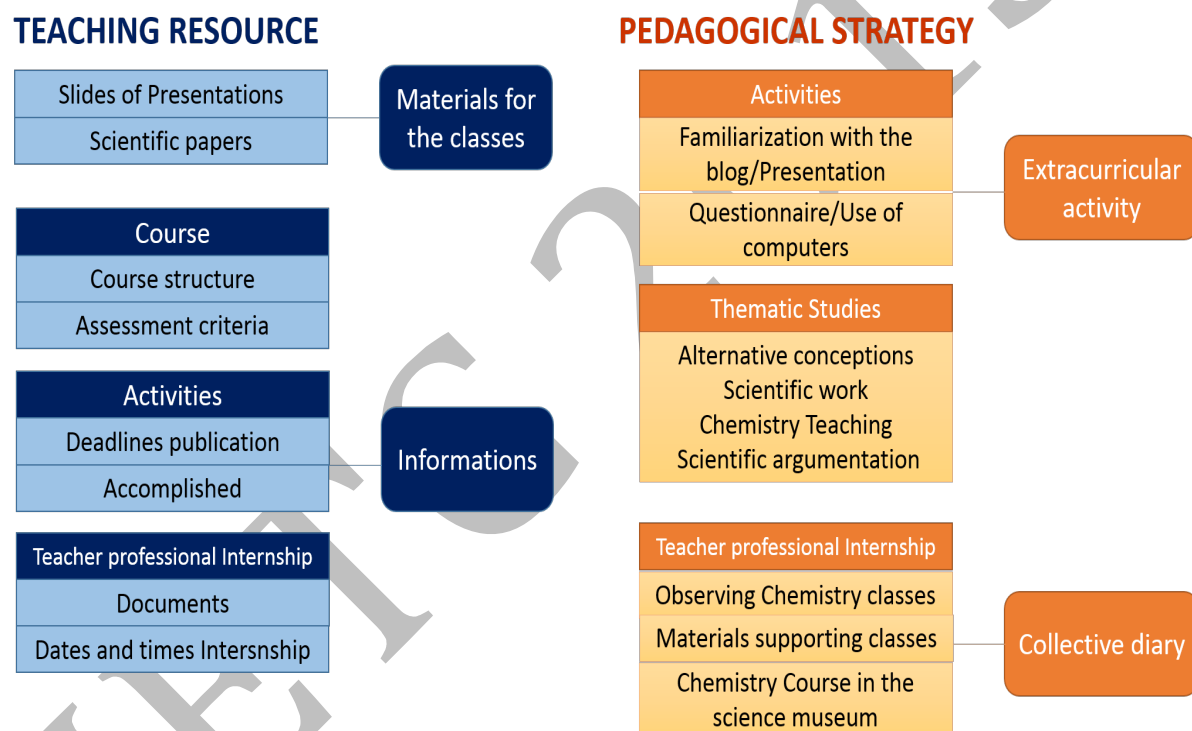 TEACHING RESOURCE
Slides of Presentations
Scientific papers
Materials for
the classes
Course
Course structure
Assessment criteria
Activities
Deadlines publication
Accomplished
Informations
Teacher professional Internship
Documents
Dates and times Intersnship
PEDAGOGICAL STRATEGY
Activities
Familiarization with the
blog/Presentation
Questionnaire/Use of
computers
Extracurricular
activity
Thematic Studies
Alternative conceptions
Scientific work
Chemistry Teaching
Scientific argumentation
Teacher professional Internship
Observing Chemistry classes
Materials supporting classes
Chemistry Course in the
science museum
Collective diary